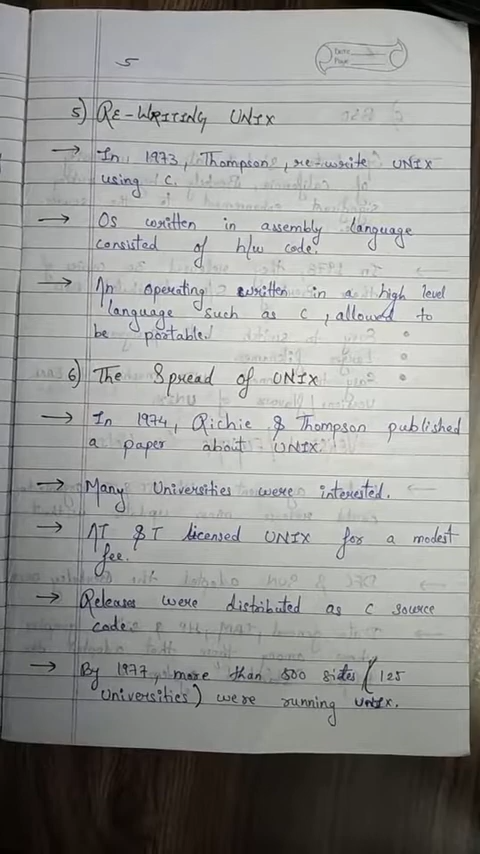 5
Date
Page
5) RE-WRITING UNIX
→ In 1973, Thompson, re-write UNIX
using C.
→ OS written in assembly language
consisted of h/w code.
→ An operating written in a high level
language such as C, allowed to
be portable.
6) The Spread of UNIX
→ In 1974, Richie & Thompson published
a paper about UNIX.
→ Many Universities were interested.
→ AT &T licensed UNIX for a modest
fee.
→ Releases were distributed as C source
code.
→ By 1977, more than 500 sites (125
Universities) were running UNIX.